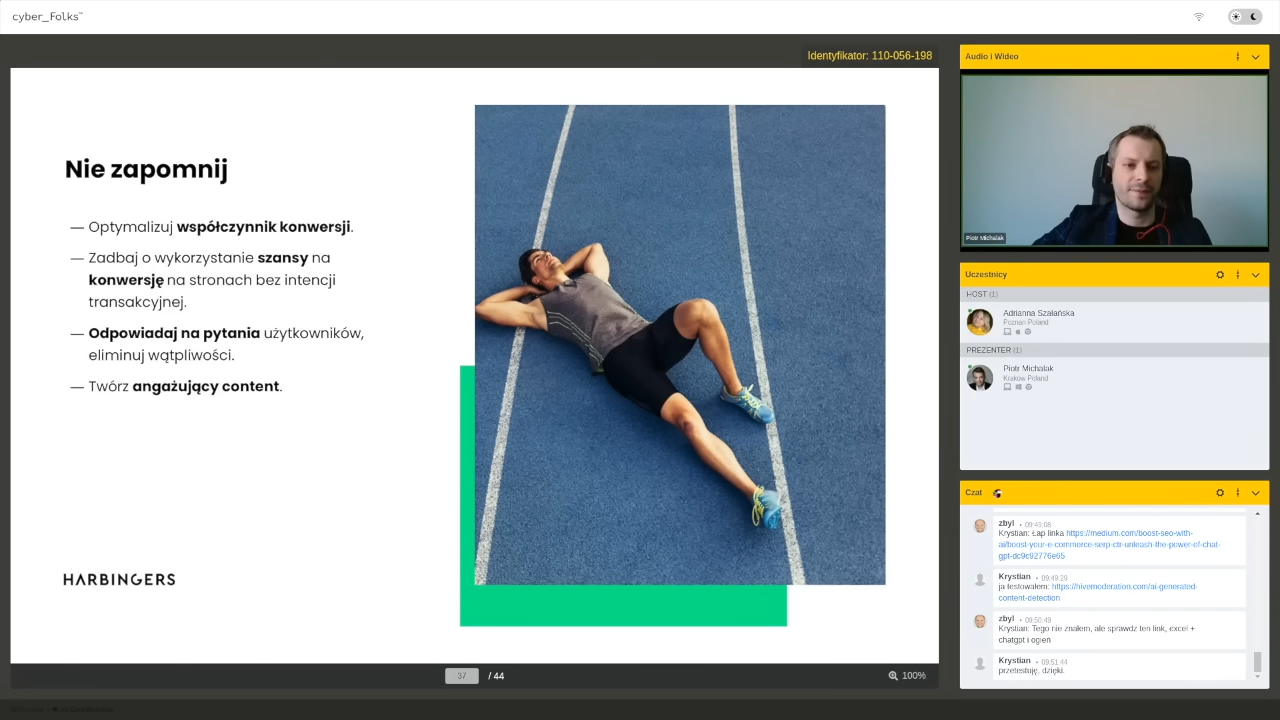 cyber_Folks™
Identyfikator: 110-056-198
Nie zapomnij
— Optymalizuj współczynnik konwersji.
— Zadbaj o wykorzystanie szansy na
konwersję na stronach bez intencji
transakcyjnej.
— Odpowiadaj na pytania użytkowników,
eliminuj wątpliwości.
— Twórz angażujący content.
HARBINGERS
37 / 44
100%
Audio i Wideo
Piotr Michalak
Uczestnicy
HOST (1)
Adrianna Szałańska
Poznan Poland
PREZENTER (1)
Piotr Michalak
Krakow Poland
Czat
zbyl • 09:49:08
Krystian: Łap linka https://medium.com/boost-seo-with-
ai/boost-your-e-commerce-serp-ctr-unleash-the-power-of-chat-
gpt-dc9c92776e65
Krystian • 09:49:29
ja testowałem: https://hivemoderation.com/ai-generated-
content-detection
zbyl • 09:50:49
Krystian: Tego nie znałem, ale sprawdź ten link, excel +
chatgpt i ogień
Krystian • 09:51:44
przetestuję, dzięki.